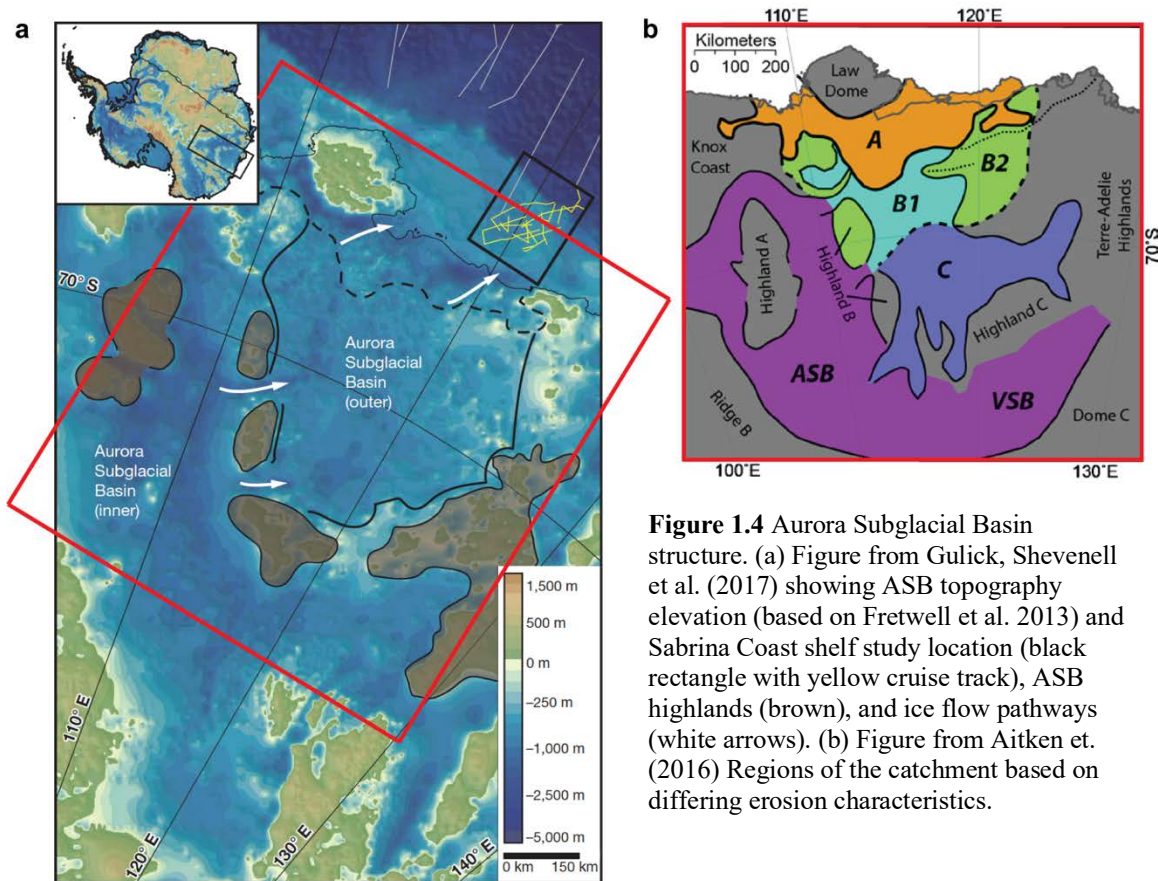 a
70° S
Aurora
Subglacial
Basin
(outer)
Aurora
Subglacial
Basin
(inner)
1,500 m
500 m
0 m
–250 m
–1,000 m
–2,500 m
–5,000 m
0 km 150 km
110° E
120° E
130° E
140° E
b
110°E
120°E
Kilometers
0 100 200
Law
Dome
A
Knox
Coast
B2
B1
Terre-Adelie
Highlands
70°S
Highland A
Highland B
C
Highland C
ASB
VSB
Ridge B
Dome C
100°E
130°E
Figure 1.4 Aurora Subglacial Basin
structure. (a) Figure from Gulick, Shevenell
et al. (2017) showing ASB topography
elevation (based on Fretwell et al. 2013) and
Sabrina Coast shelf study location (black
rectangle with yellow cruise track), ASB
highlands (brown), and ice flow pathways
(white arrows). (b) Figure from Aitken et.
(2016) Regions of the catchment based on
differing erosion characteristics.